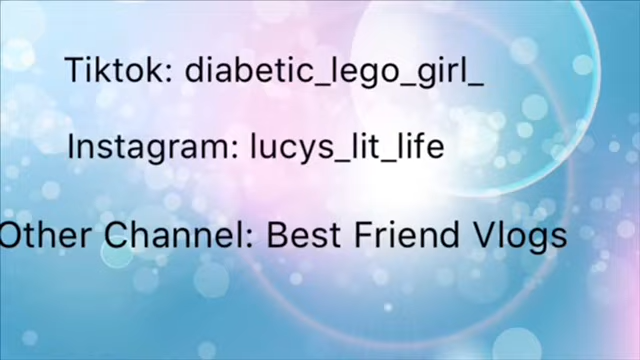 Tiktok: diabetic_lego_girl_
Instagram: lucys_lit_life
Other Channel: Best Friend Vlogs